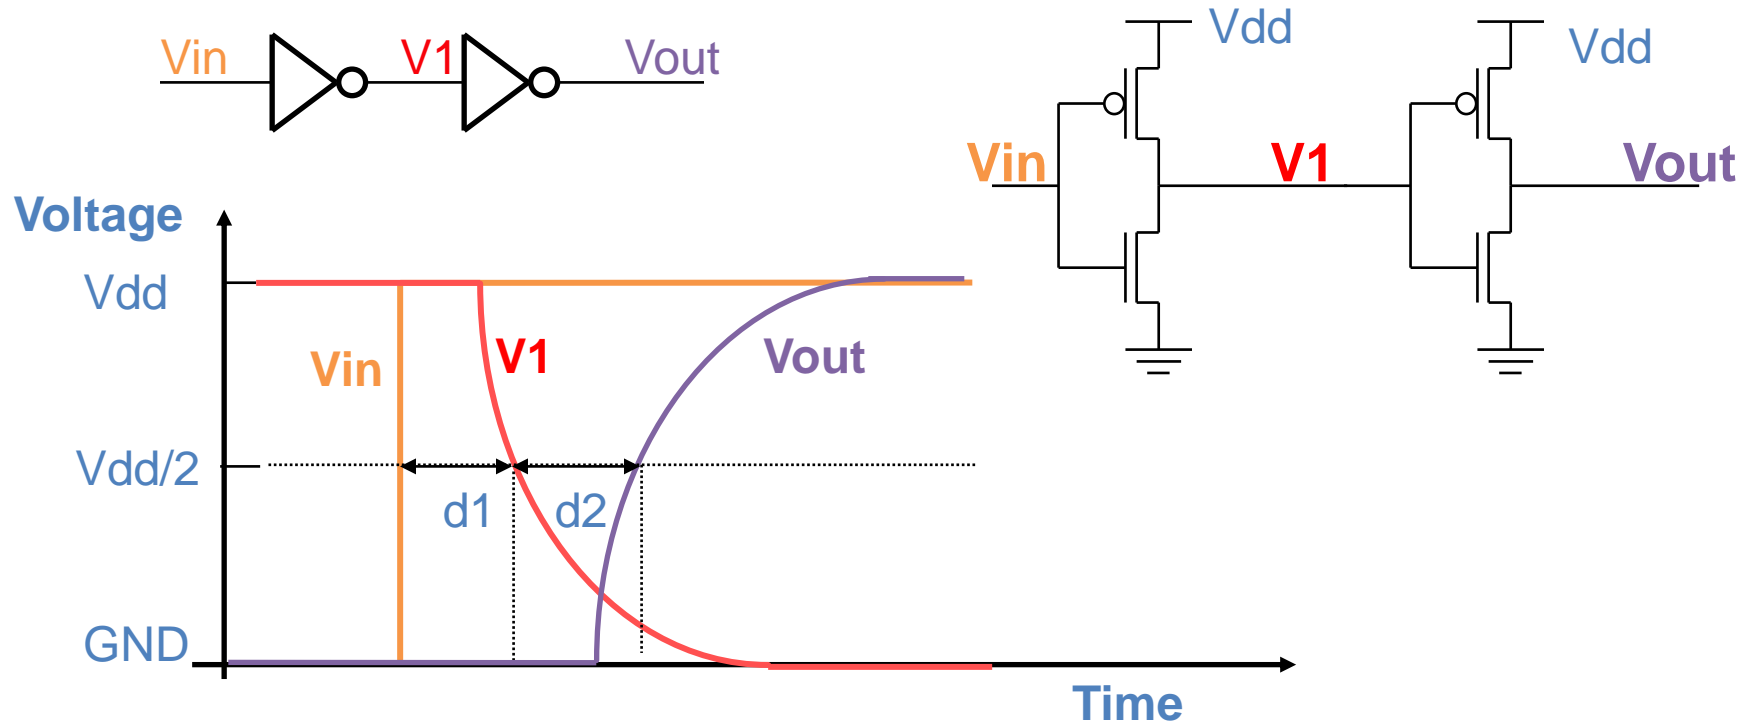 Vin
V1
Vout
Vdd
Vdd
Vin
V1
Vout
Voltage
Vdd
Vin
V1
Vout
Vdd/2
d1
d2
GND
Time